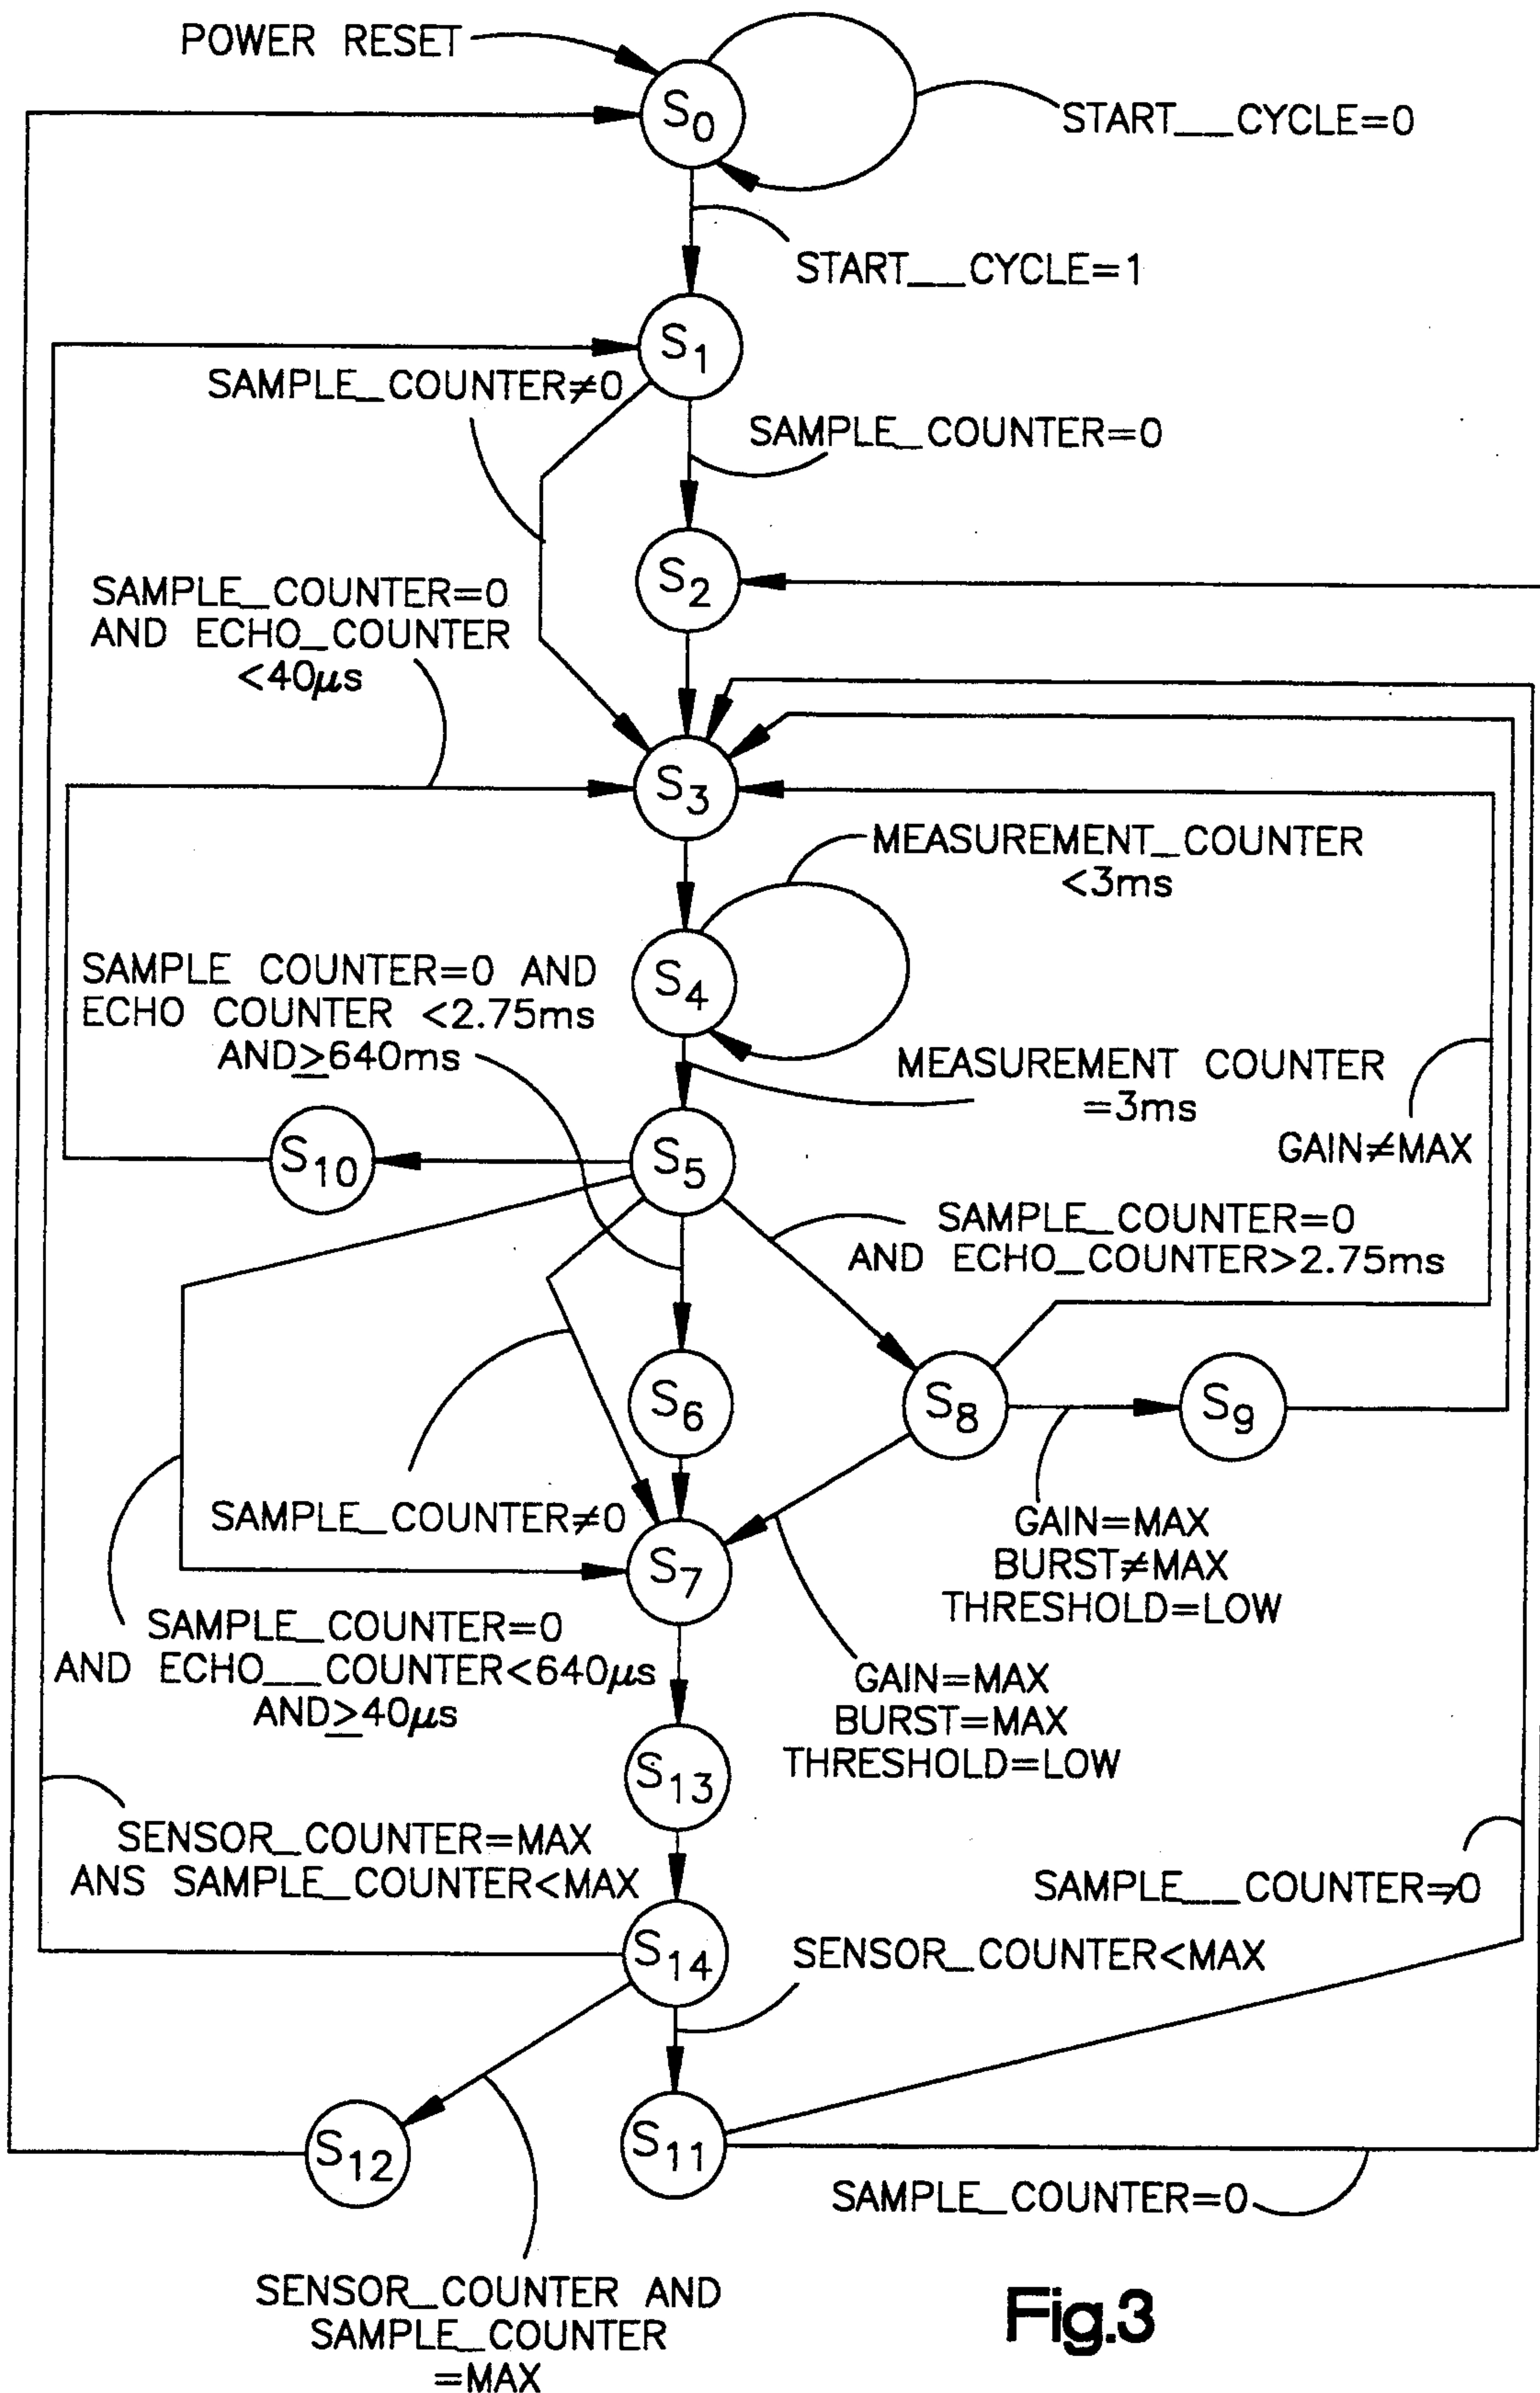 POWER RESET
S0
START__CYCLE=0
START__CYCLE=1
S1
SAMPLE_COUNTER≠0
SAMPLE_COUNTER=0
S2
SAMPLE_COUNTER=0
AND ECHO_COUNTER
<40μs
S3
MEASUREMENT_COUNTER
<3ms
S4
SAMPLE COUNTER=0 AND
ECHO COUNTER <2.75ms
AND≥640ms
MEASUREMENT COUNTER
=3ms
GAIN≠MAX
S10
S5
SAMPLE_COUNTER=0
AND ECHO_COUNTER>2.75ms
S6
S8
S9
SAMPLE_COUNTER≠0
GAIN=MAX
BURST≠MAX
THRESHOLD=LOW
S7
SAMPLE_COUNTER=0
AND ECHO__COUNTER<640μs
AND≥40μs
GAIN=MAX
BURST=MAX
THRESHOLD=LOW
S13
SENSOR_COUNTER=MAX
ANS SAMPLE_COUNTER<MAX
SAMPLE__COUNTER≠0
S14
SENSOR_COUNTER<MAX
S12
S11
SAMPLE_COUNTER=0
SENSOR_COUNTER AND
SAMPLE_COUNTER
=MAX
Fig.3